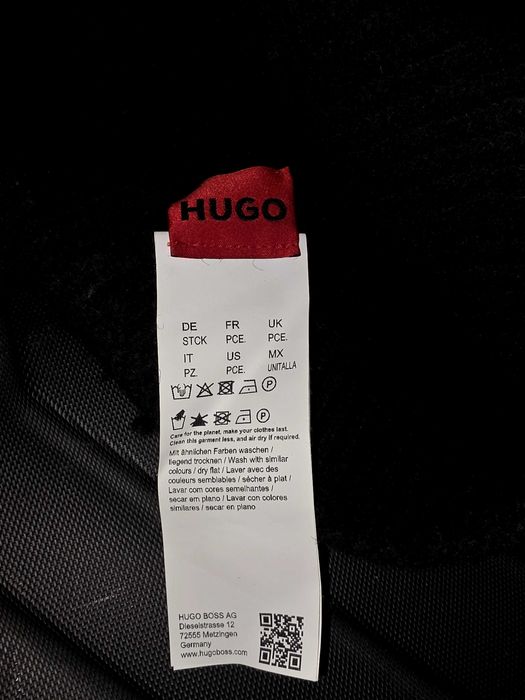 HUGO
DE FR UK
STCK PCE. PCE.
IT US MX
PZ. PCE. UNITALLA
Care for the planet, make your clothes last.
Clean this garment less, and air dry if required.
Mit ähnlichen Farben waschen /
liegend trocknen / Wash with similar
colours / dry flat / Laver avec des
couleurs semblables / sécher à plat /
Lavar com cores semelhantes /
secar em plano / Lavar con colores
similares / secar en plano
HUGO BOSS AG
Dieselstrasse 12
72555 Metzingen
Germany
www.hugoboss.com